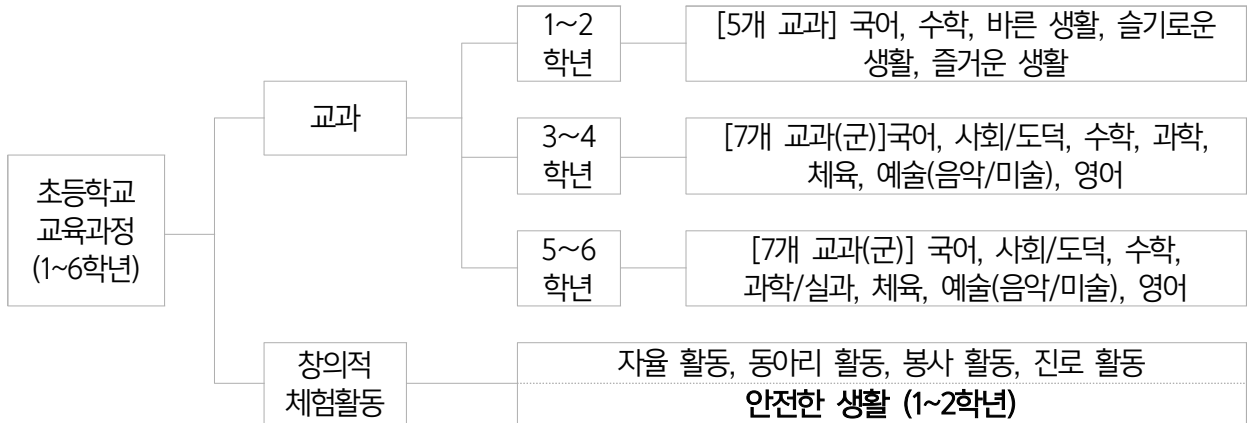 초등학교
교육과정
(1~6학년)
교과
1~2
학년
[5개 교과] 국어, 수학, 바른 생활, 슬기로운
생활, 즐거운 생활
3~4
학년
[7개 교과(군)]국어, 사회/도덕, 수학, 과학,
체육, 예술(음악/미술), 영어
5~6
학년
[7개 교과(군)] 국어, 사회/도덕, 수학,
과학/실과, 체육, 예술(음악/미술), 영어
창의적
체험활동
자율 활동, 동아리 활동, 봉사 활동, 진로 활동
안전한 생활 (1~2학년)